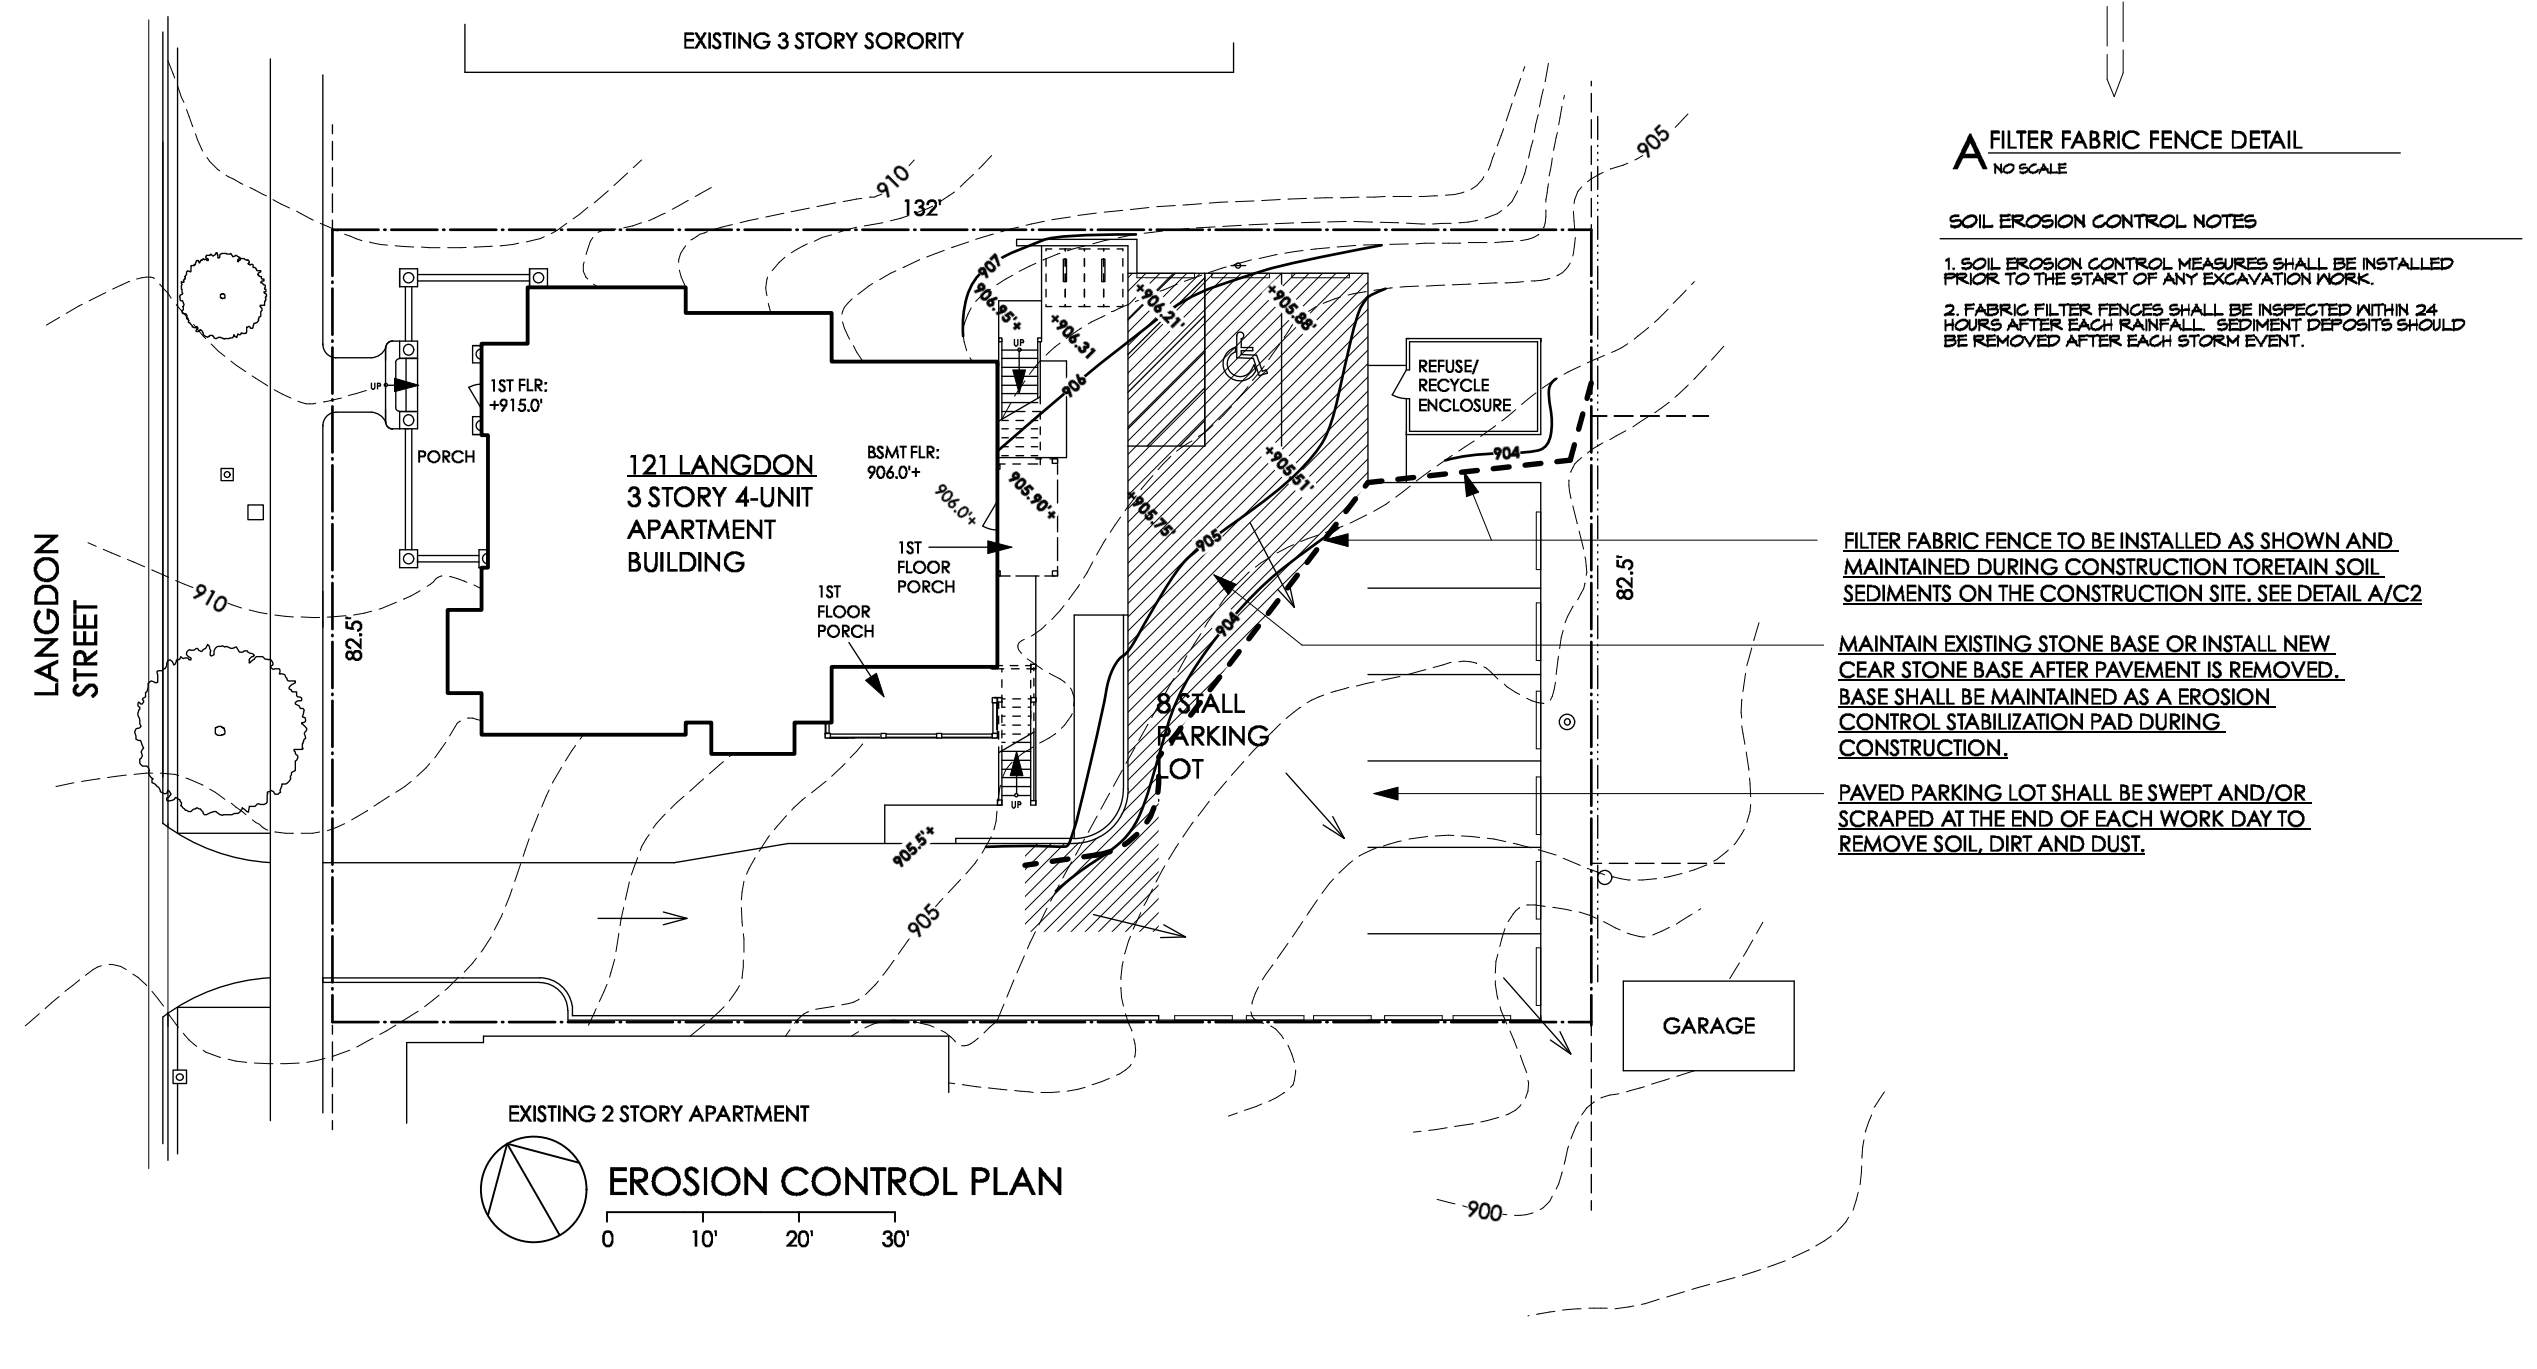 EXISTING 3 STORY SORORITY
A FILTER FABRIC FENCE DETAIL
NO SCALE
SOIL EROSION CONTROL NOTES
1. SOIL EROSION CONTROL MEASURES SHALL BE INSTALLED
PRIOR TO THE START OF ANY EXCAVATION WORK.
2. FABRIC FILTER FENCES SHALL BE INSPECTED WITHIN 24
HOURS AFTER EACH RAINFALL. SEDIMENT DEPOSITS SHOULD
BE REMOVED AFTER EACH STORM EVENT.
905
910
132'
907
906.95'+
+906.31
+906.21'
+905.88'
906
UP
UP
1ST FLR:
+915.0'
PORCH
121 LANGDON
3 STORY 4-UNIT
APARTMENT
BUILDING
BSMT FLR:
906.0'+
906.0'+
905.90'+
+905.75'
+905.51'
REFUSE/
RECYCLE
ENCLOSURE
904
905
904
1ST
FLOOR
PORCH
1ST
FLOOR
PORCH
LANGDON
STREET
910
82.5'
82.5'
8 STALL
PARKING
LOT
UP
905.5'+
905
FILTER FABRIC FENCE TO BE INSTALLED AS SHOWN AND
MAINTAINED DURING CONSTRUCTION TORETAIN SOIL
SEDIMENTS ON THE CONSTRUCTION SITE. SEE DETAIL A/C2
MAINTAIN EXISTING STONE BASE OR INSTALL NEW
CEAR STONE BASE AFTER PAVEMENT IS REMOVED.
BASE SHALL BE MAINTAINED AS A EROSION
CONTROL STABILIZATION PAD DURING
CONSTRUCTION.
PAVED PARKING LOT SHALL BE SWEPT AND/OR
SCRAPED AT THE END OF EACH WORK DAY TO
REMOVE SOIL, DIRT AND DUST.
GARAGE
EXISTING 2 STORY APARTMENT
EROSION CONTROL PLAN
0 10' 20' 30'
900